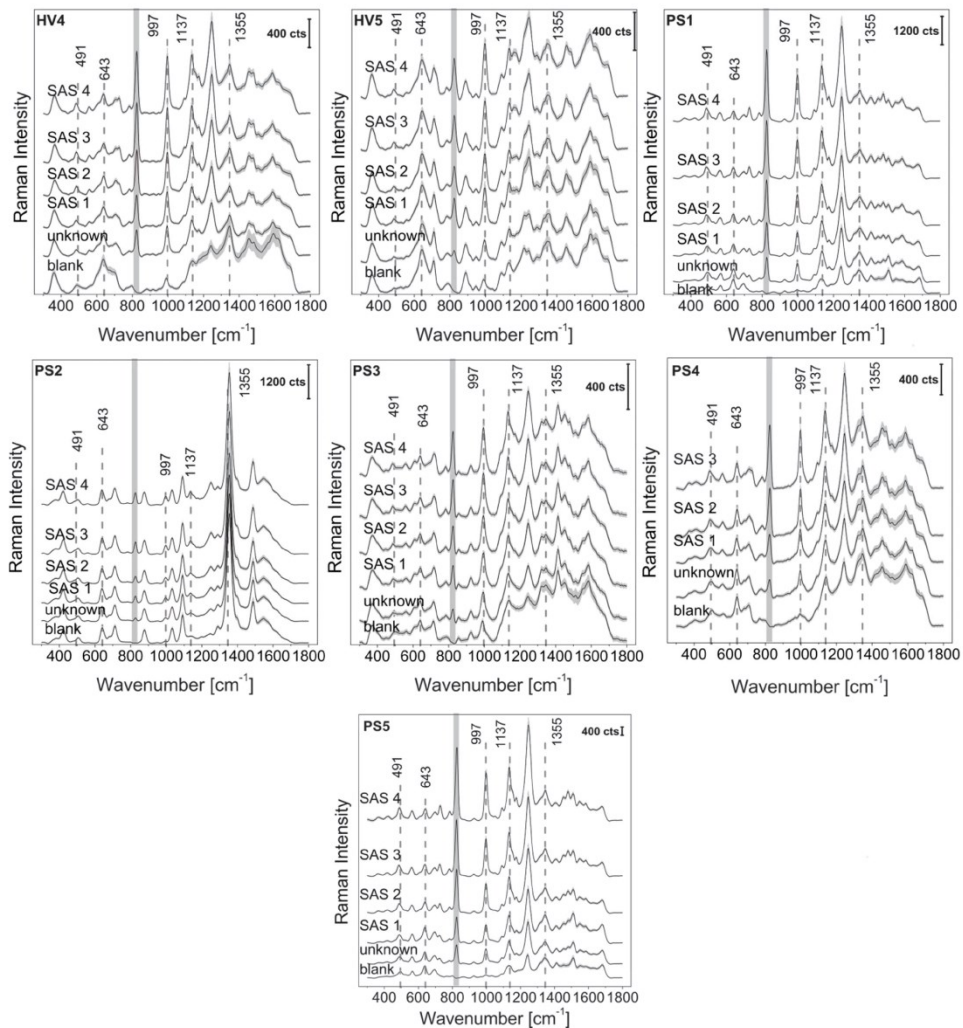 HV4
491
643
997
1137
1355
400 cts
SAS 4
SAS 3
SAS 2
SAS 1
unknown
blank
Raman Intensity
400 600 800 1000 1200 1400 1600 1800
Wavenumber [cm-1]
HV5
491
643
997
1137
1355
400 cts
SAS 4
SAS 3
SAS 2
SAS 1
unknown
blank
Raman Intensity
400 600 800 1000 1200 1400 1600 1800
Wavenumber [cm-1]
PS1
491
643
997
1137
1355
1200 cts
SAS 4
SAS 3
SAS 2
SAS 1
unknown
blank
Raman Intensity
400 600 800 1000 1200 1400 1600 1800
Wavenumber [cm-1]
PS2
491
643
997
1137
1355
1200 cts
SAS 4
SAS 3
SAS 2
SAS 1
unknown
blank
Raman Intensity
400 600 800 1000 1200 1400 1600 1800
Wavenumber [cm-1]
PS3
491
643
997
1137
1355
400 cts
SAS 4
SAS 3
SAS 2
SAS 1
unknown
blank
Raman Intensity
400 600 800 1000 1200 1400 1600 1800
Wavenumber [cm-1]
PS4
491
643
997
1137
1355
400 cts
SAS 3
SAS 2
SAS 1
unknown
blank
Raman Intensity
400 600 800 1000 1200 1400 1600 1800
Wavenumber [cm-1]
PS5
491
643
997
1137
1355
400 cts
SAS 4
SAS 3
SAS 2
SAS 1
unknown
blank
Raman Intensity
400 600 800 1000 1200 1400 1600 1800
Wavenumber [cm-1]